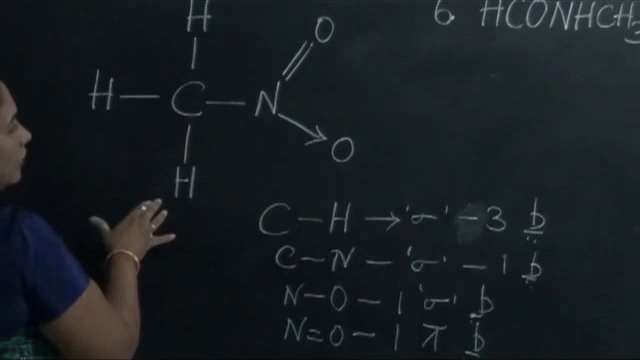 6. HCONHCH3
H
O
H – C – N = O
→ O
H
C – H → 'σ' – 3 b
C – N – 'σ' – 1 b
N – O – 1 'σ' b
N = O – 1 π b